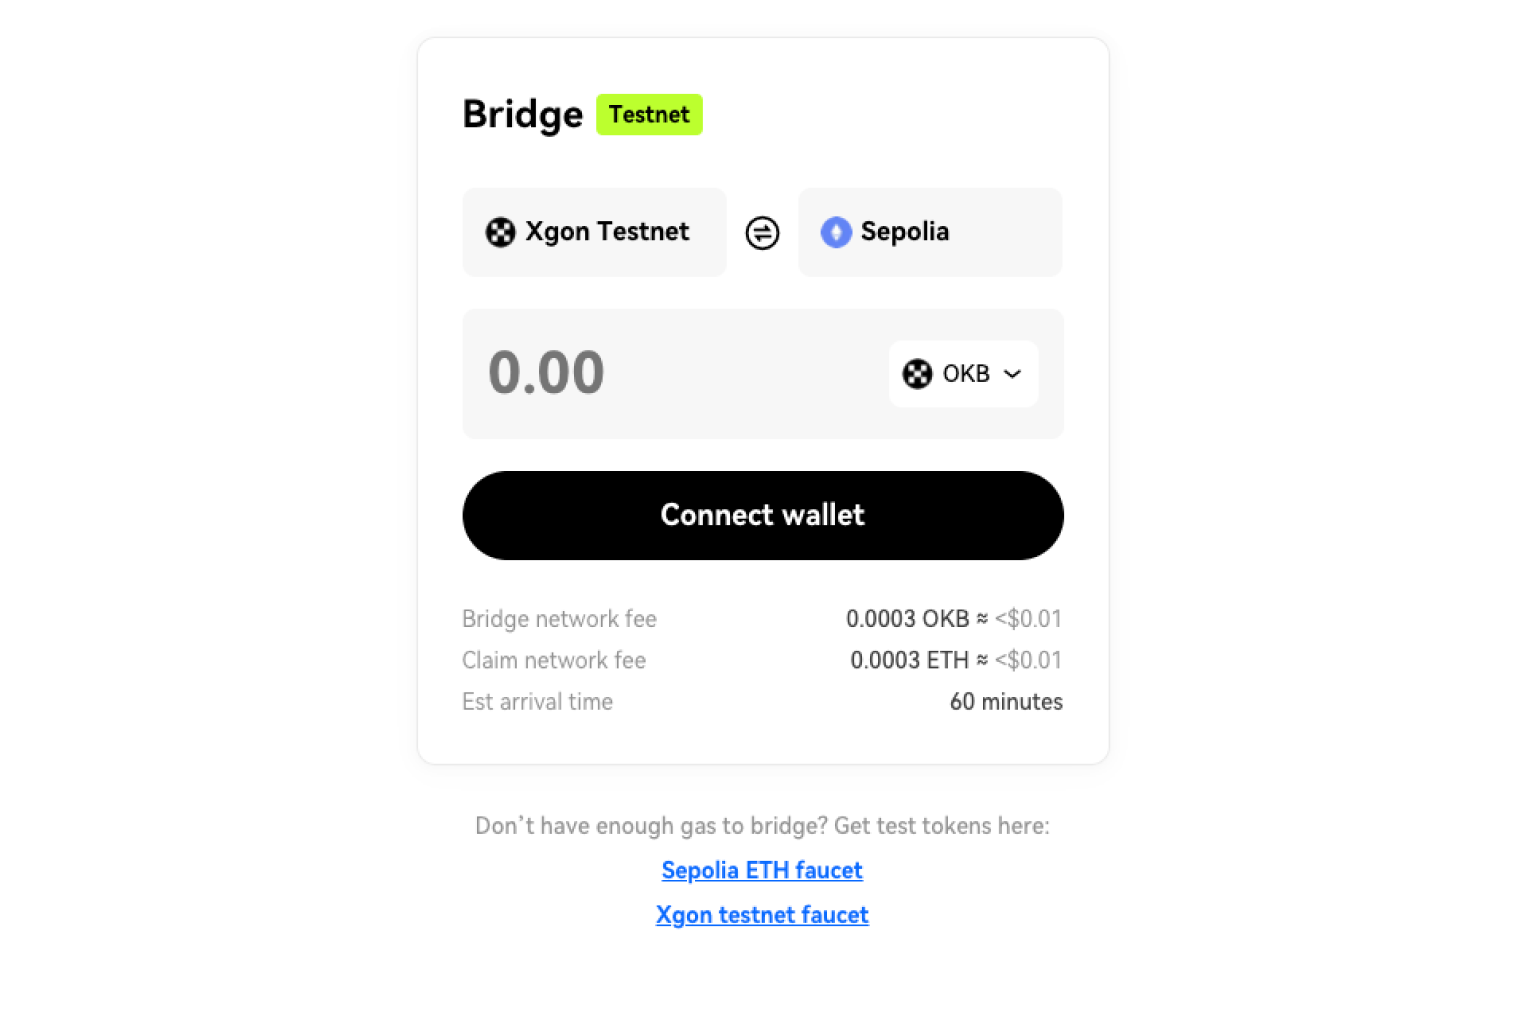 Bridge Testnet
Xgon Testnet Sepolia
0.00 OKB
Connect wallet
Bridge network fee 0.0003 OKB ≈ <$0.01
Claim network fee 0.0003 ETH ≈ <$0.01
Est arrival time 60 minutes
Don’t have enough gas to bridge? Get test tokens here:
Sepolia ETH faucet
Xgon testnet faucet